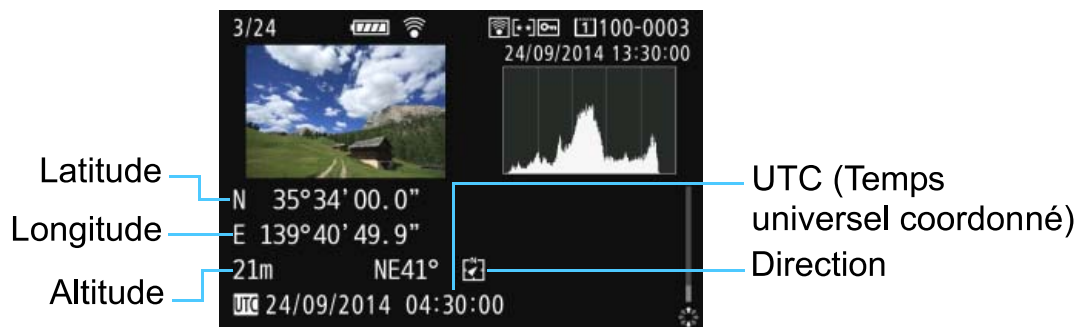 3/24
100-0003
24/09/2014 13:30:00
N 35°34'00.0"
E 139°40'49.9"
21m NE41°
UTC 24/09/2014 04:30:00
Latitude
Longitude
Altitude
UTC (Temps
universel coordonné)
Direction